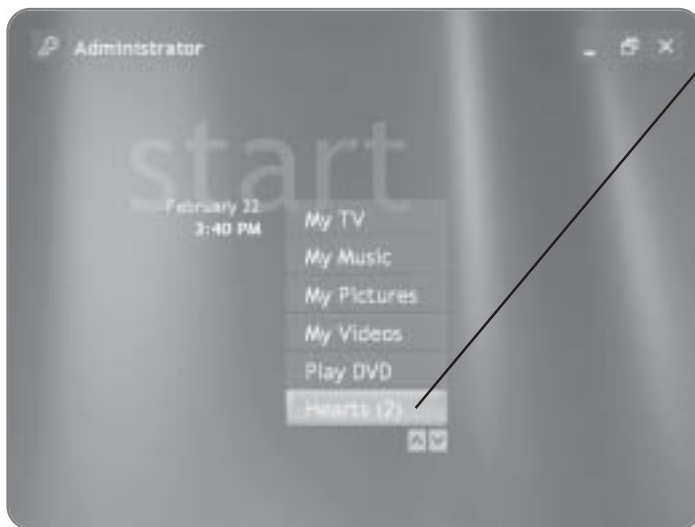 Administrator
start
February 22
3:40 PM
My TV
My Music
My Pictures
My Videos
Play DVD
Hearts (2)